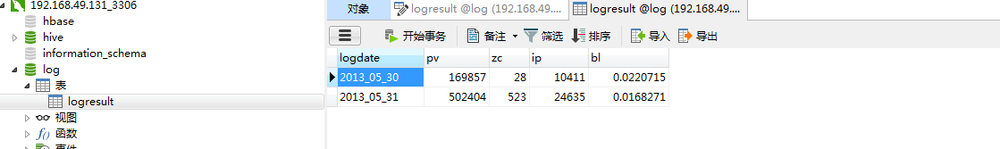 192.168.49.131_3306
hbase
hive
information_schema
log
表
logresult
视图
f() 函数
对象
logresult @log (192.168.49....
logresult @log (192.168.49....
开始事务 备注 筛选 排序 导入 导出
logdate pv zc ip bl
2013_05_30 169857 28 10411 0.0220715
2013_05_31 502404 523 24635 0.0168271